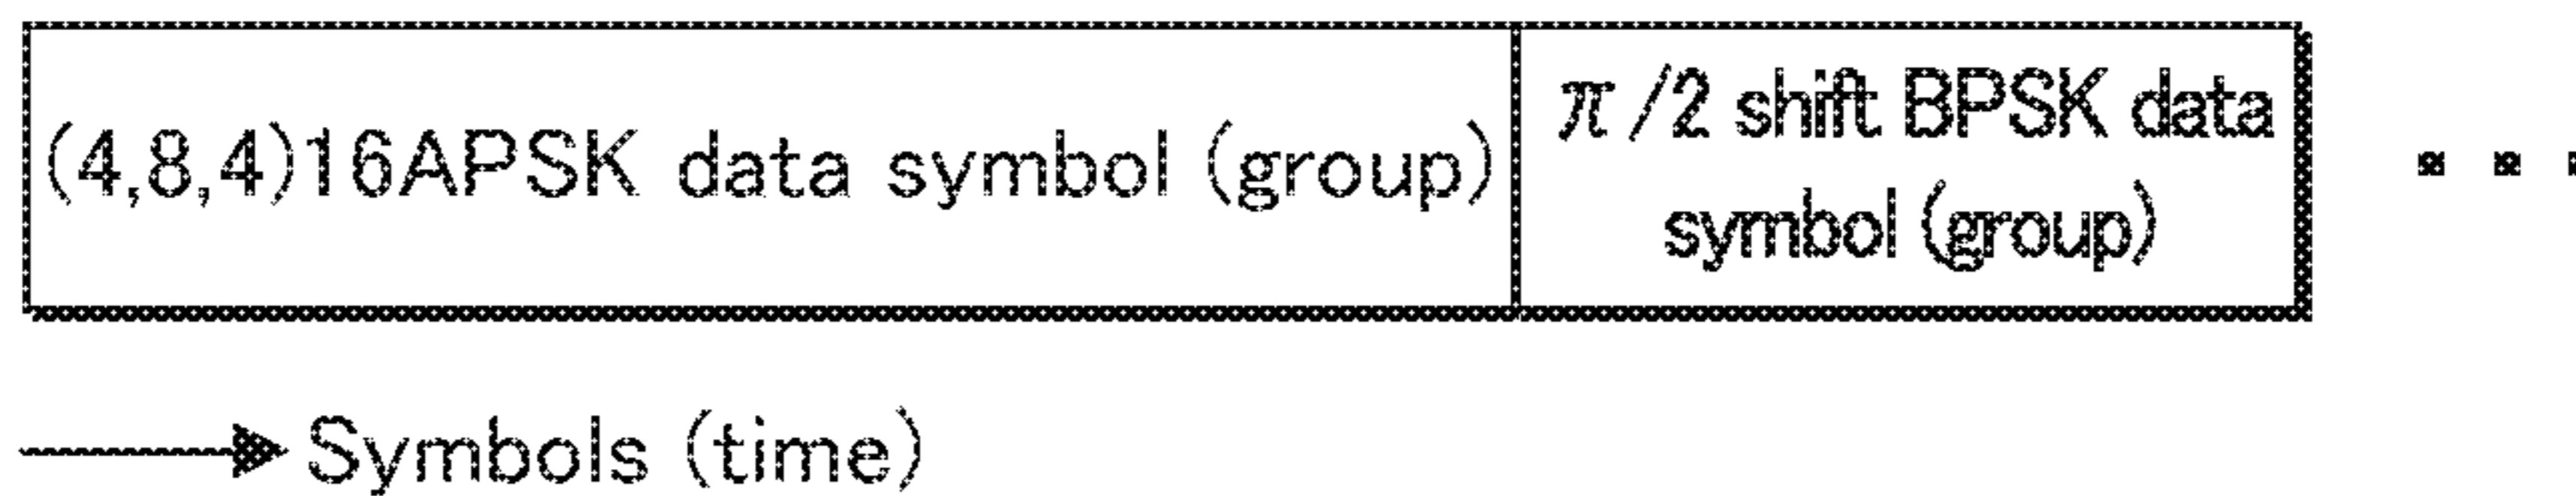 (4,8,4)16APSK data symbol (group)
π/2 shift BPSK data
symbol (group)
Symbols (time)